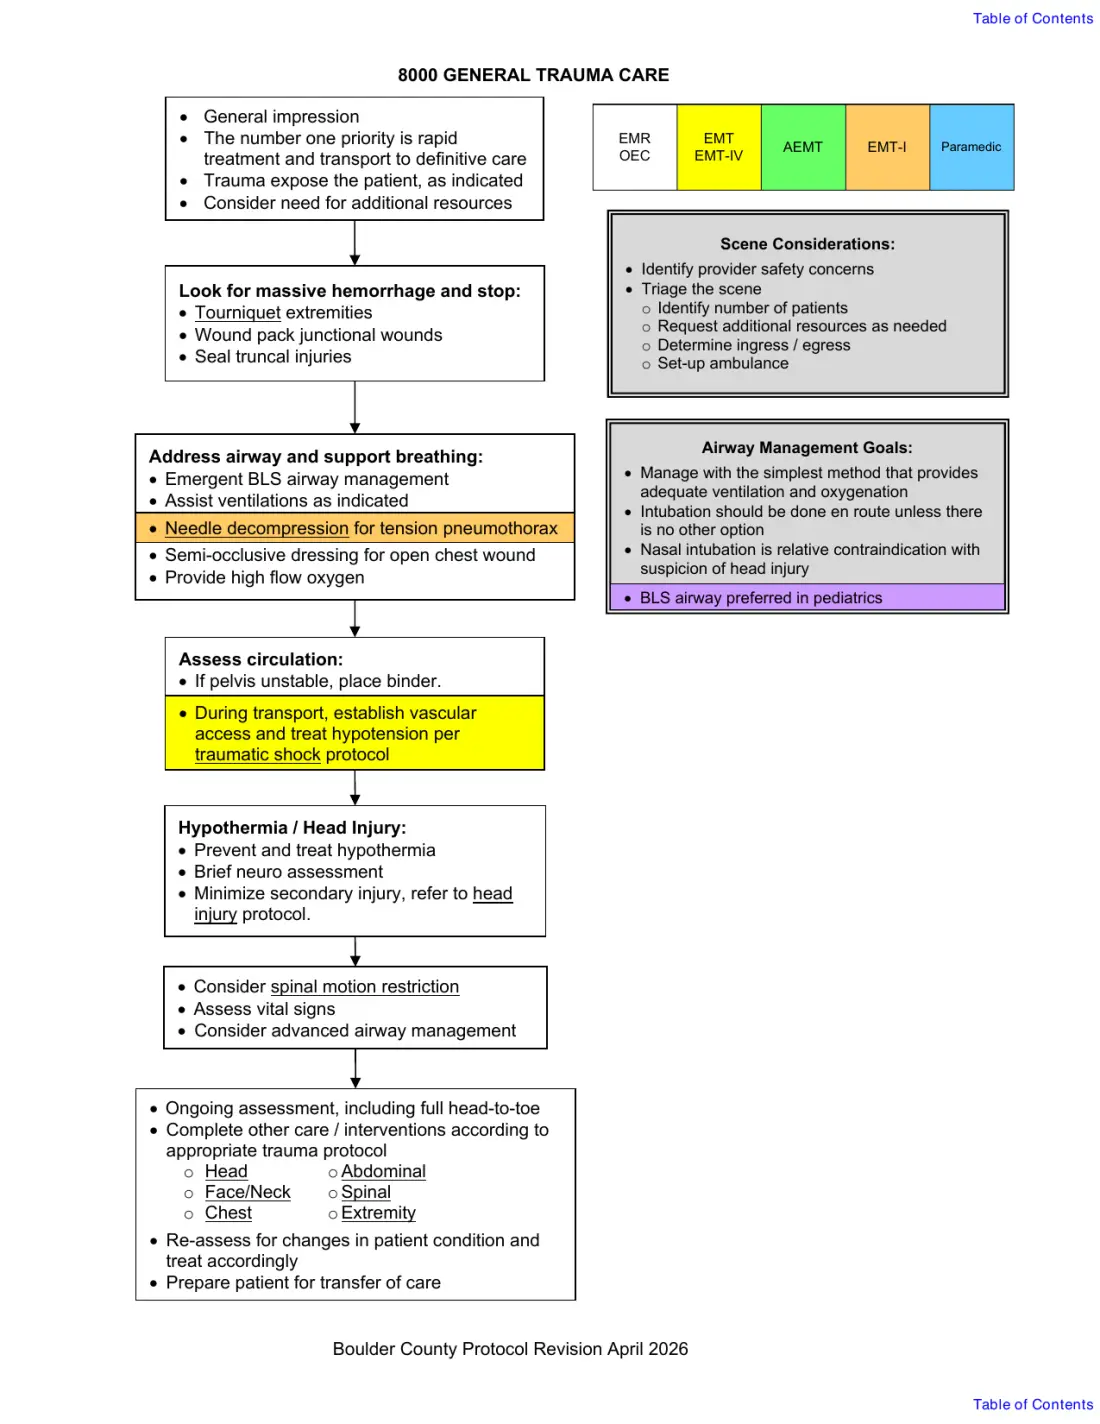 Table of Contents
8000 GENERAL TRAUMA CARE
• General impression
• The number one priority is rapid
treatment and transport to definitive care
• Trauma expose the patient, as indicated
• Consider need for additional resources
EMR
OEC
EMT
EMT-IV
AEMT
EMT-I
Paramedic
Look for massive hemorrhage and stop:
• Tourniquet extremities
• Wound pack junctional wounds
• Seal truncal injuries
Scene Considerations:
• Identify provider safety concerns
• Triage the scene
o Identify number of patients
o Request additional resources as needed
o Determine ingress / egress
o Set-up ambulance
Address airway and support breathing:
• Emergent BLS airway management
• Assist ventilations as indicated
• Needle decompression for tension pneumothorax
• Semi-occlusive dressing for open chest wound
• Provide high flow oxygen
Airway Management Goals:
• Manage with the simplest method that provides
adequate ventilation and oxygenation
• Intubation should be done en route unless there
is no other option
• Nasal intubation is relative contraindication with
suspicion of head injury
• BLS airway preferred in pediatrics
Assess circulation:
• If pelvis unstable, place binder.
• During transport, establish vascular
access and treat hypotension per
traumatic shock protocol
Hypothermia / Head Injury:
• Prevent and treat hypothermia
• Brief neuro assessment
• Minimize secondary injury, refer to head
injury protocol.
• Consider spinal motion restriction
• Assess vital signs
• Consider advanced airway management
• Ongoing assessment, including full head-to-toe
• Complete other care / interventions according to
appropriate trauma protocol
o Head o Abdominal
o Face/Neck o Spinal
o Chest o Extremity
• Re-assess for changes in patient condition and
treat accordingly
• Prepare patient for transfer of care
Boulder County Protocol Revision April 2026
Table of Contents